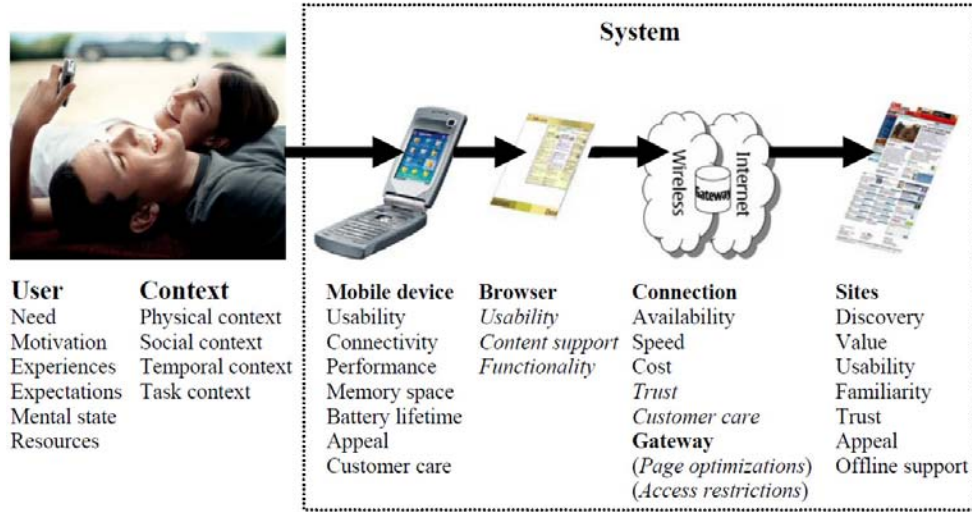 System
Wireless
Gateway
Internet
User
Need
Motivation
Experiences
Expectations
Mental state
Resources
Context
Physical context
Social context
Temporal context
Task context
Mobile device
Usability
Connectivity
Performance
Memory space
Battery lifetime
Appeal
Customer care
Browser
Usability
Content support
Functionality
Connection
Availability
Speed
Cost
Trust
Customer care
Gateway
(Page optimizations)
(Access restrictions)
Sites
Discovery
Value
Usability
Familiarity
Trust
Appeal
Offline support